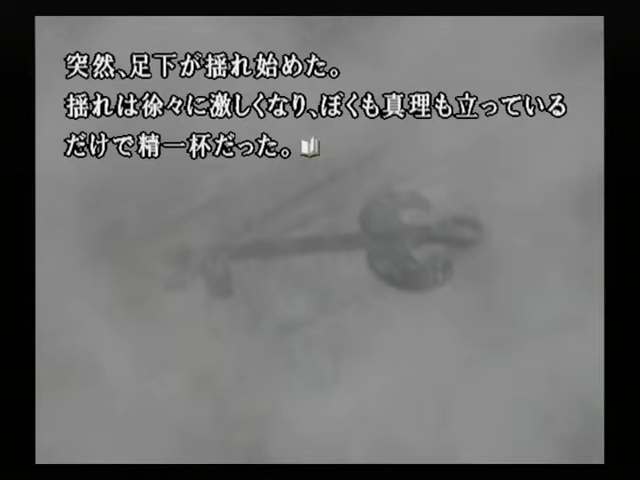 突然、足下が揺れ始めた。
揺れは徐々に激しくなり、ぼくも真理も立っている
だけで精一杯だった。